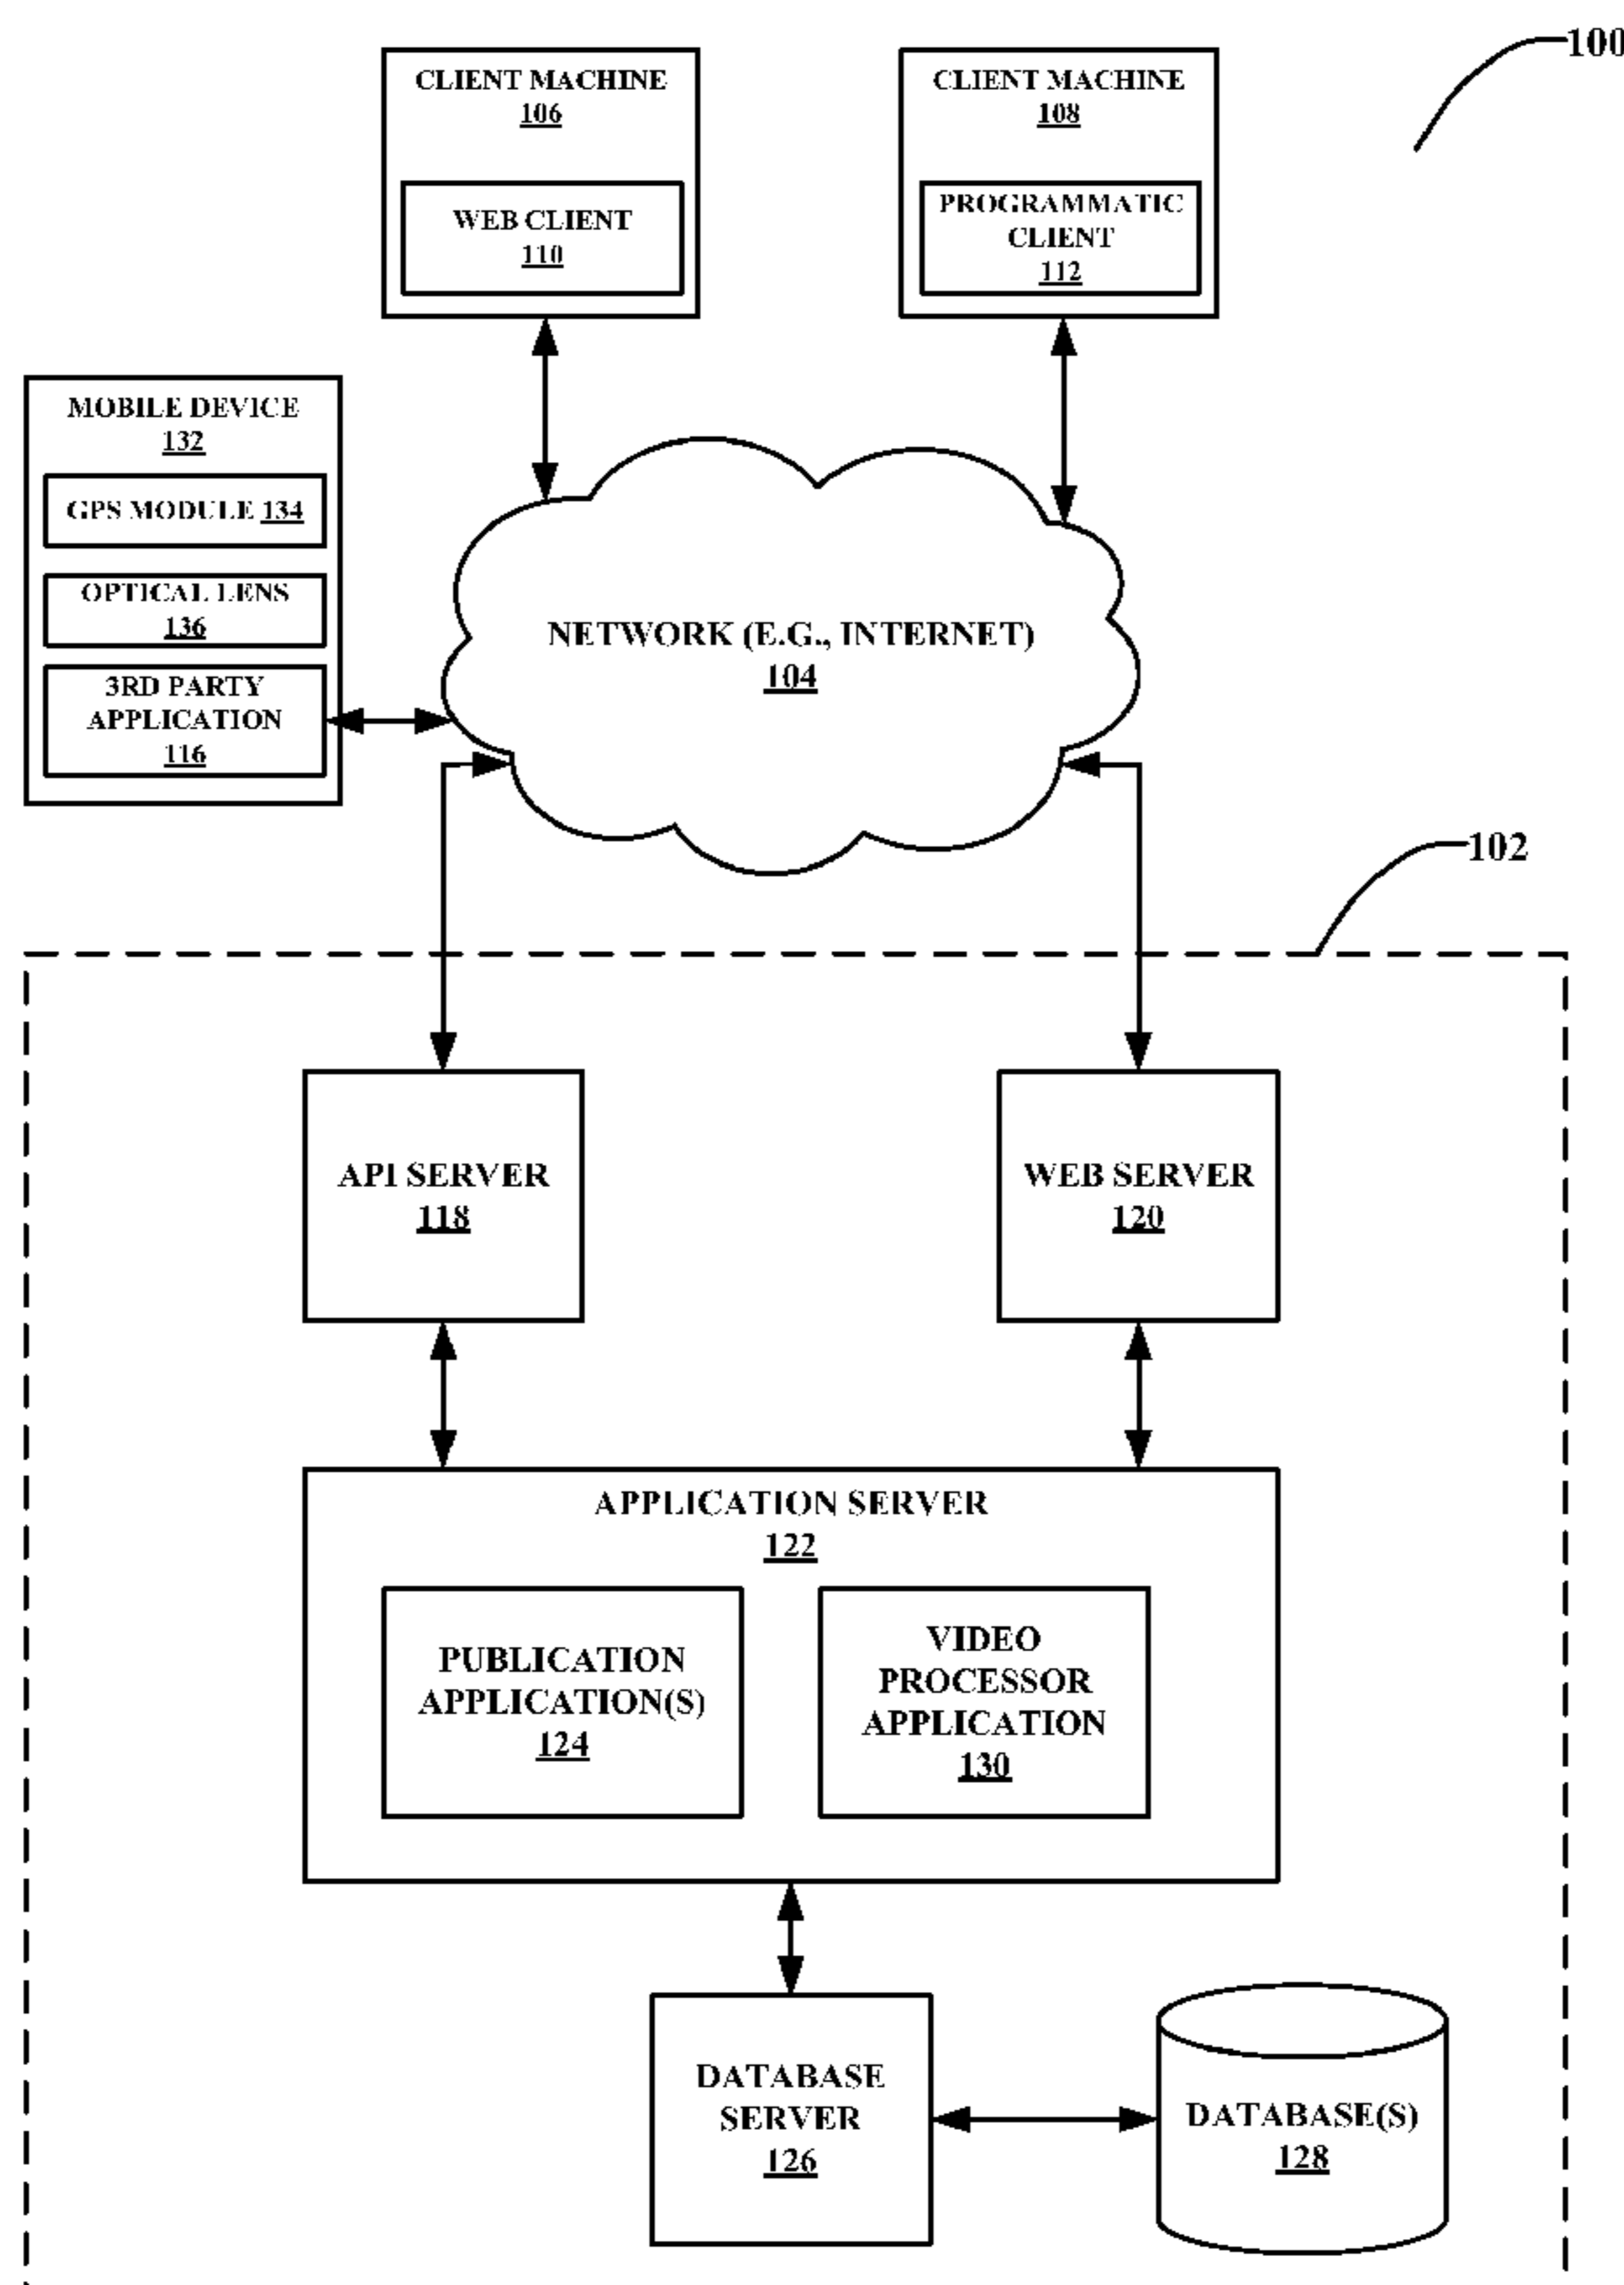 100
CLIENT MACHINE
106
WEB CLIENT
110
CLIENT MACHINE
108
PROGRAMMATIC
CLIENT
112
MOBILE DEVICE
132
GPS MODULE 134
OPTICAL LENS
136
3RD PARTY
APPLICATION
116
NETWORK (E.G., INTERNET)
104
102
API SERVER
118
WEB SERVER
120
APPLICATION SERVER
122
PUBLICATION
APPLICATION(S)
124
VIDEO
PROCESSOR
APPLICATION
130
DATABASE
SERVER
126
DATABASE(S)
128